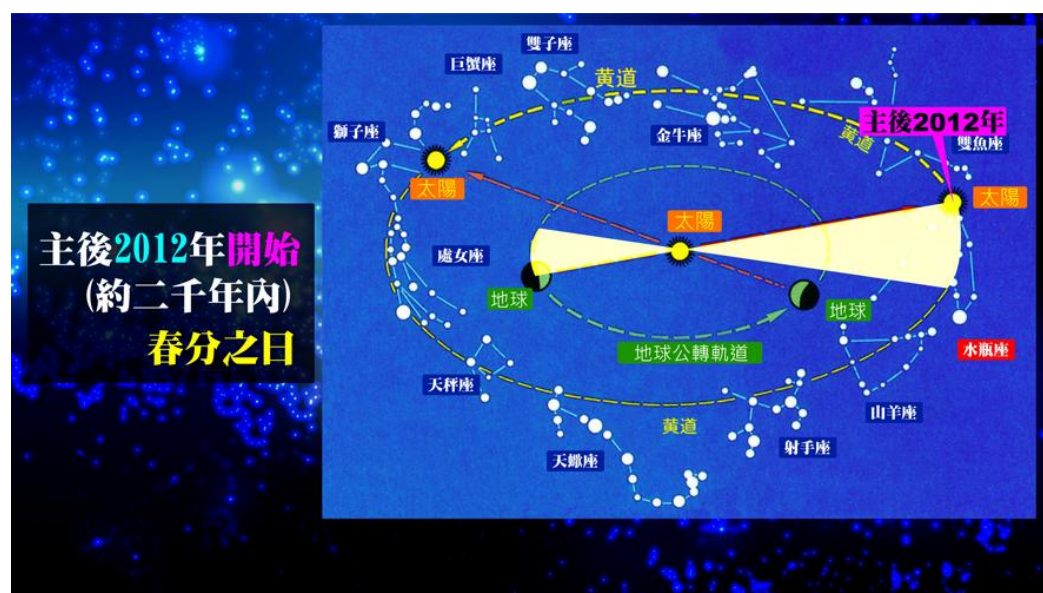 主後2012年開始
(約二千年內)
春分之日
雙子座
巨蟹座
黃道
獅子座
金牛座
主後2012年
黃道
雙魚座
太陽
太陽
太陽
處女座
地球
地球
地球公轉軌道
水瓶座
天秤座
山羊座
黃道
射手座
天蠍座